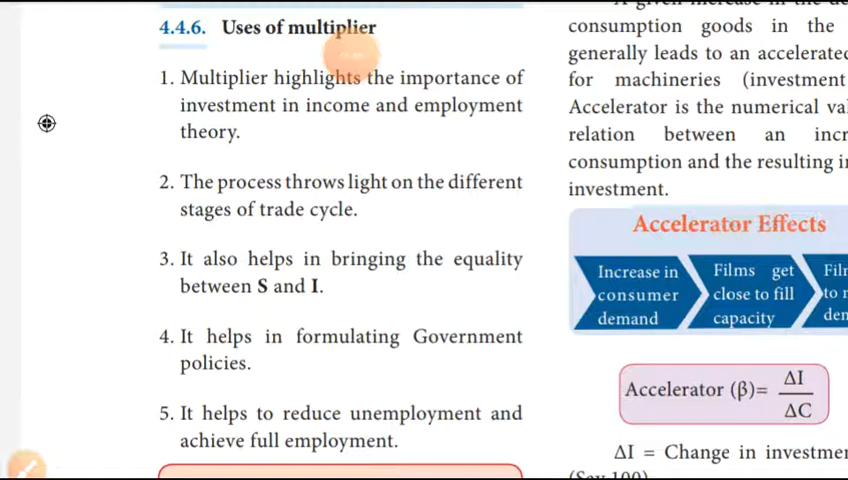 4.4.6. Uses of multiplier
1. Multiplier highlights the importance of
investment in income and employment
theory.
2. The process throws light on the different
stages of trade cycle.
3. It also helps in bringing the equality
between S and I.
4. It helps in formulating Government
policies.
5. It helps to reduce unemployment and
achieve full employment.
consumption goods in the
generally leads to an
for machineries (investment
Accelerator is the numerical
relation between an
consumption and the resulting
investment.
Accelerator Effects
Increase in
consumer
demand
Films get
close to fill
capacity
to
Accelerator (β)= ΔI
ΔC
ΔI = Change in
(Say 100)